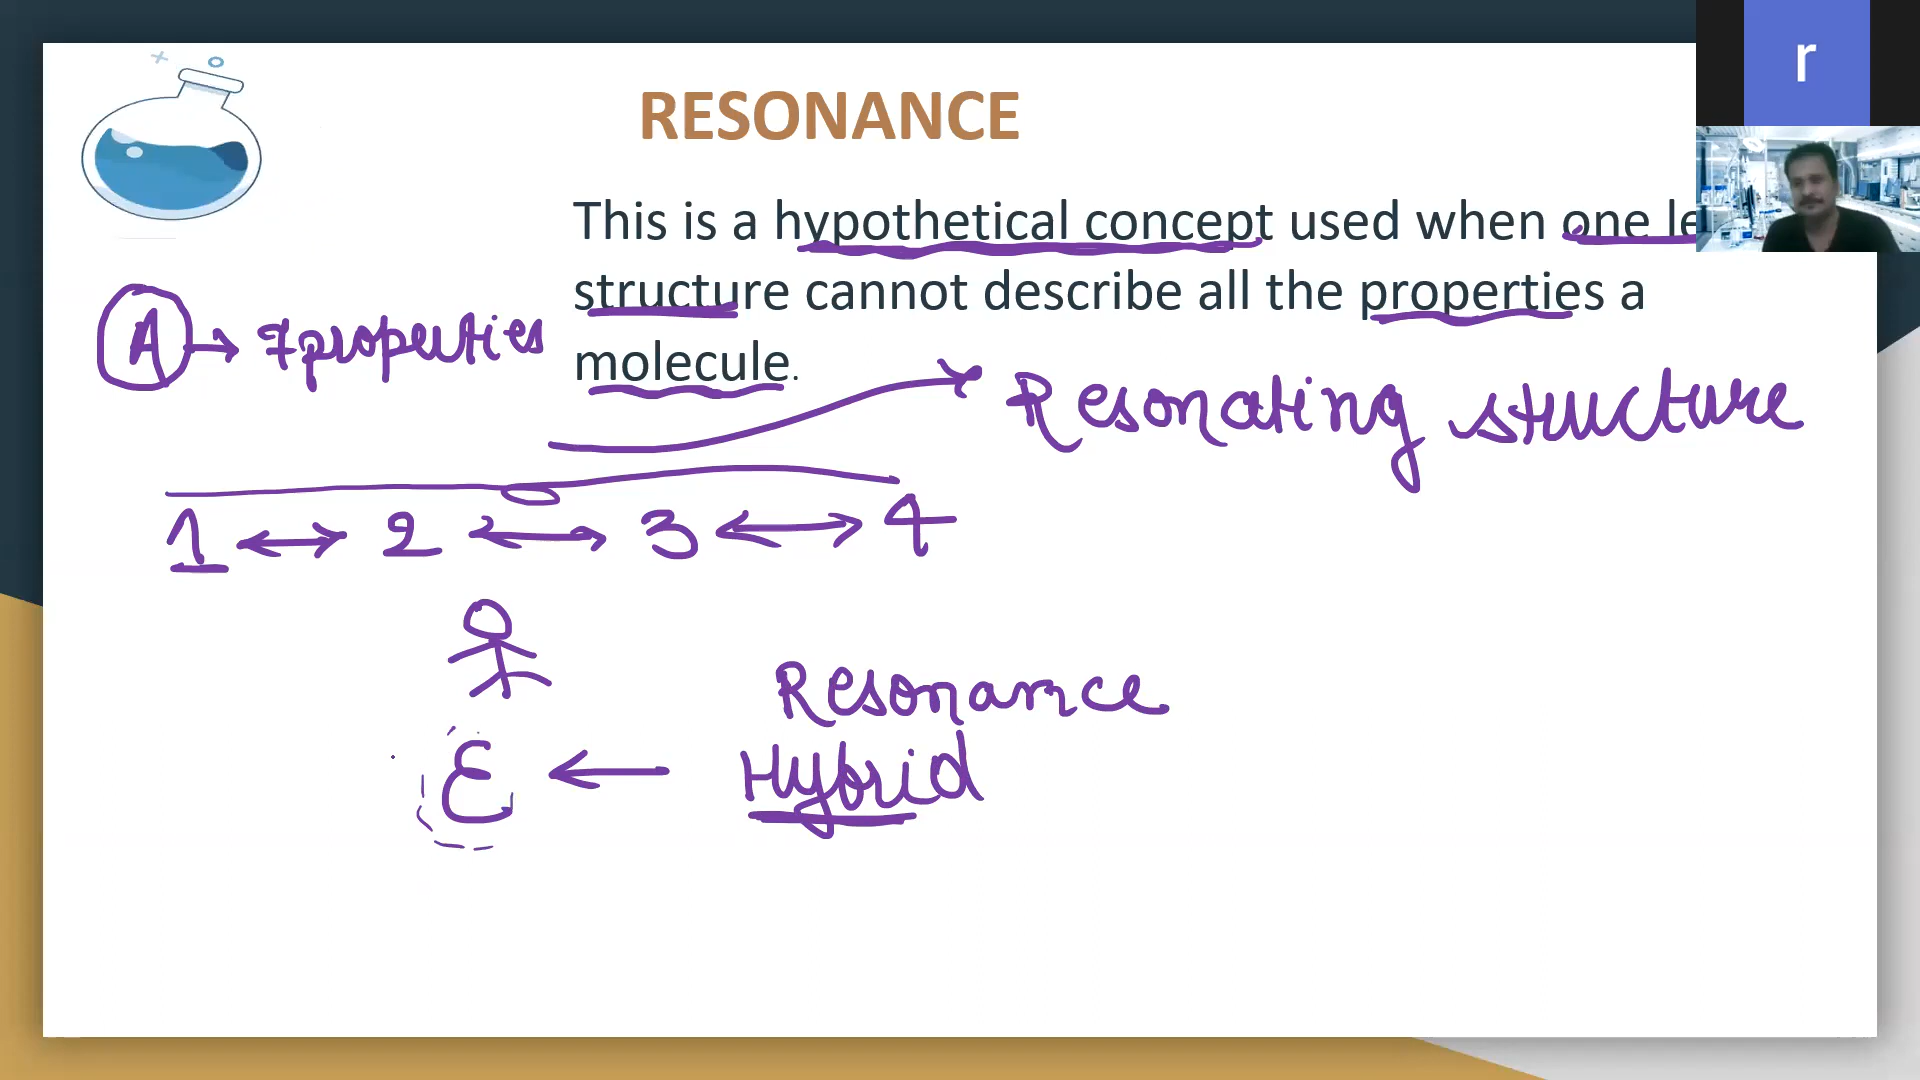 r
RESONANCE
This is a hypothetical concept used when one le
structure cannot describe all the properties a
molecule.
A → 7 properties
Resonating structure
1 ↔ 2 ↔ 3 ↔ 4
Resonance
Hybrid